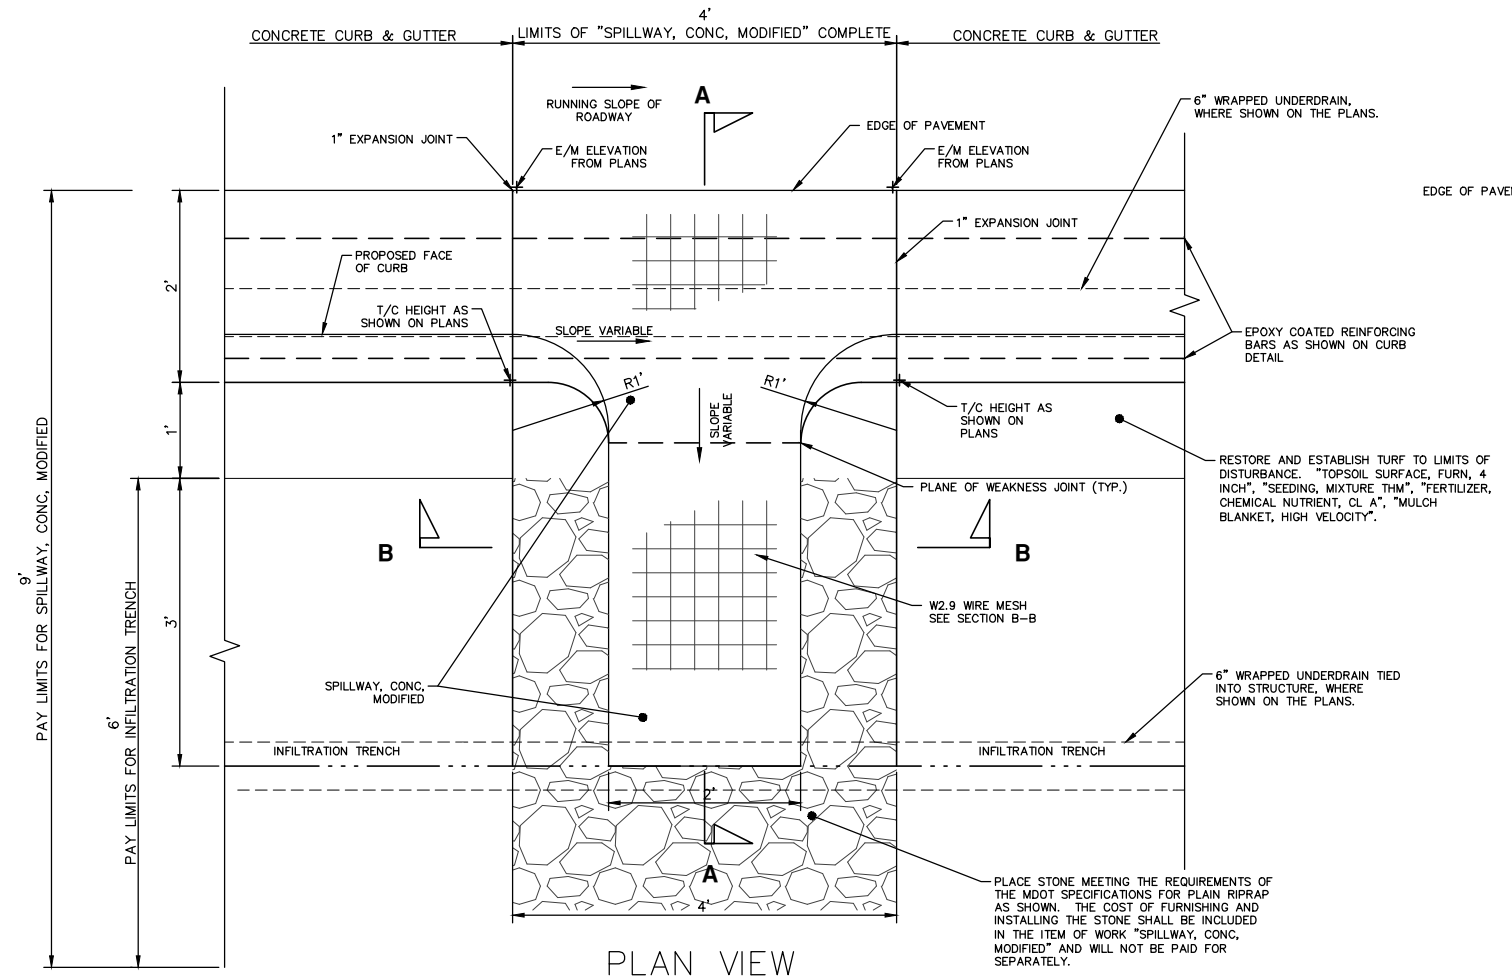 4'
CONCRETE CURB & GUTTER
LIMITS OF "SPILLWAY, CONC, MODIFIED" COMPLETE
CONCRETE CURB & GUTTER
RUNNING SLOPE OF
ROADWAY
A
6" WRAPPED UNDERDRAIN,
WHERE SHOWN ON THE PLANS.
1" EXPANSION JOINT
E/M ELEVATION
FROM PLANS
EDGE OF PAVEMENT
E/M ELEVATION
FROM PLANS
EDGE OF PAVE
1" EXPANSION JOINT
PROPOSED FACE
OF CURB
2'
T/C HEIGHT AS
SHOWN ON PLANS
SLOPE VARIABLE
EPOXY COATED REINFORCING
BARS AS SHOWN ON CURB
DETAIL
R1'
R1'
SLOPE
VARIABLE
T/C HEIGHT AS
SHOWN ON
PLANS
1'
RESTORE AND ESTABLISH TURF TO LIMITS OF
DISTURBANCE. "TOPSOIL SURFACE, FURN, 4
INCH", "SEEDING, MIXTURE THM", "FERTILIZER,
CHEMICAL NUTRIENT, CL A", "MULCH
BLANKET, HIGH VELOCITY".
PLANE OF WEAKNESS JOINT (TYP.)
B
B
9'
PAY LIMITS FOR SPILLWAY, CONC, MODIFIED
6'
PAY LIMITS FOR INFILTRATION TRENCH
3'
W2.9 WIRE MESH
SEE SECTION B-B
SPILLWAY, CONC,
MODIFIED
6" WRAPPED UNDERDRAIN TIED
INTO STRUCTURE, WHERE
SHOWN ON THE PLANS.
INFILTRATION TRENCH
INFILTRATION TRENCH
2'
A
4'
PLACE STONE MEETING THE REQUIREMENTS OF
THE MDOT SPECIFICATIONS FOR PLAIN RIPRAP
AS SHOWN. THE COST OF FURNISHING AND
INSTALLING THE STONE SHALL BE INCLUDED
IN THE ITEM OF WORK "SPILLWAY, CONC,
MODIFIED" AND WILL NOT BE PAID FOR
SEPARATELY.
PLAN VIEW